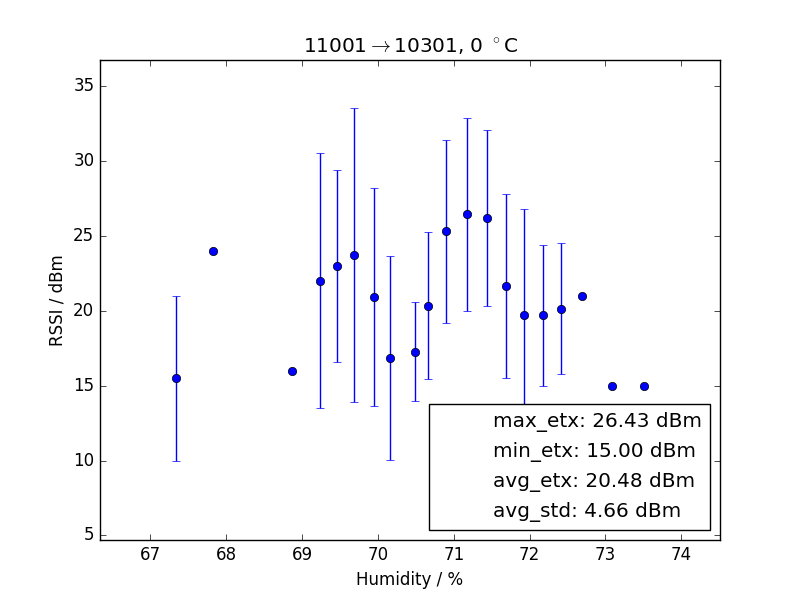 11001→10301, 0 °C
RSSI / dBm
35
30
25
20
15
10
5
67 68 69 70 71 72 73 74
Humidity / %
max_etx: 26.43 dBm
min_etx: 15.00 dBm
avg_etx: 20.48 dBm
avg_std: 4.66 dBm